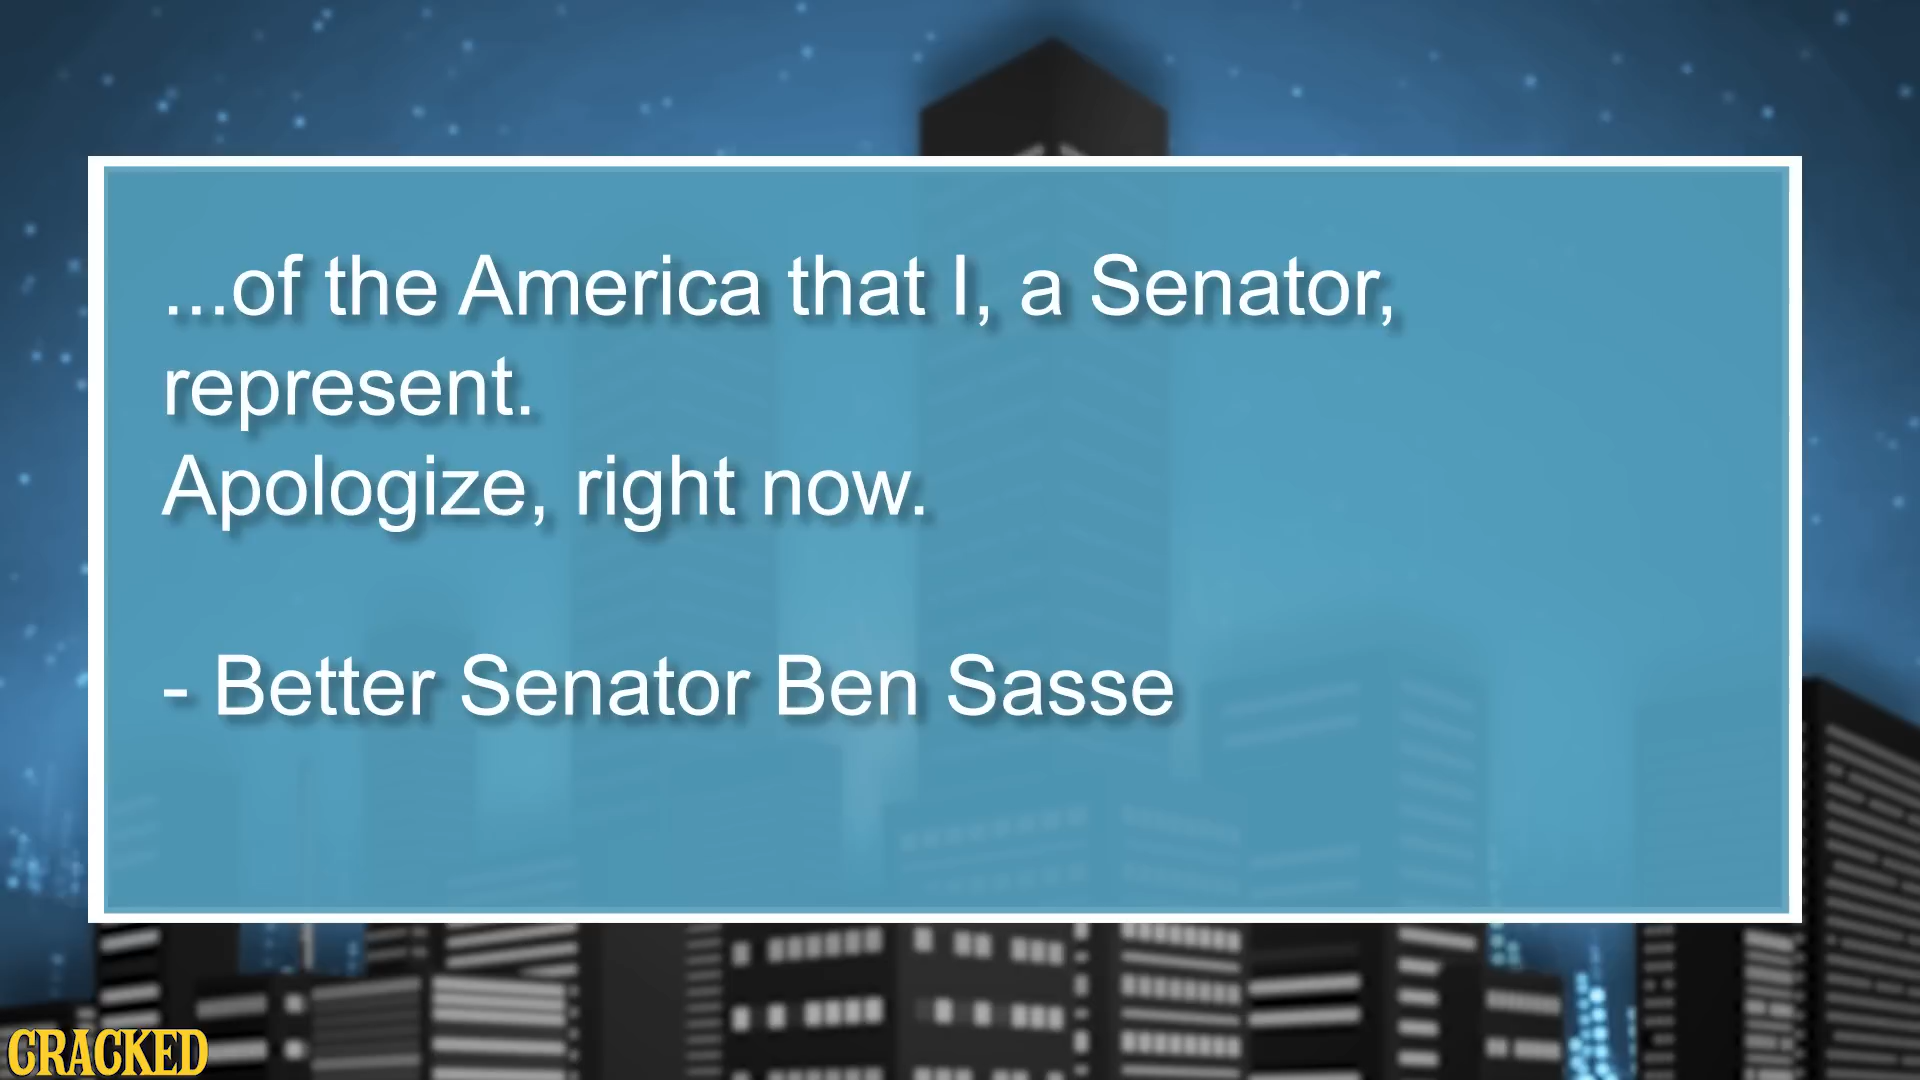 ...of the America that I, a Senator,
represent.
Apologize, right now.
- Better Senator Ben Sasse
CRACKED